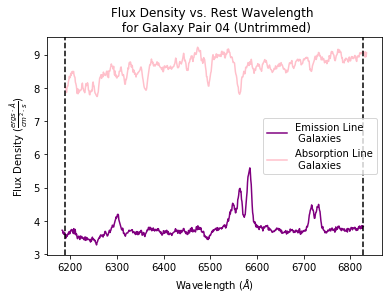 Flux Density vs. Rest Wavelength
for Galaxy Pair 04 (Untrimmed)
Flux Density (ergs · Å / cm² · s)
9
8
7
6
5
4
3
Emission Line
Galaxies
Absorption Line
Galaxies
6200 6300 6400 6500 6600 6700 6800
Wavelength (Å)